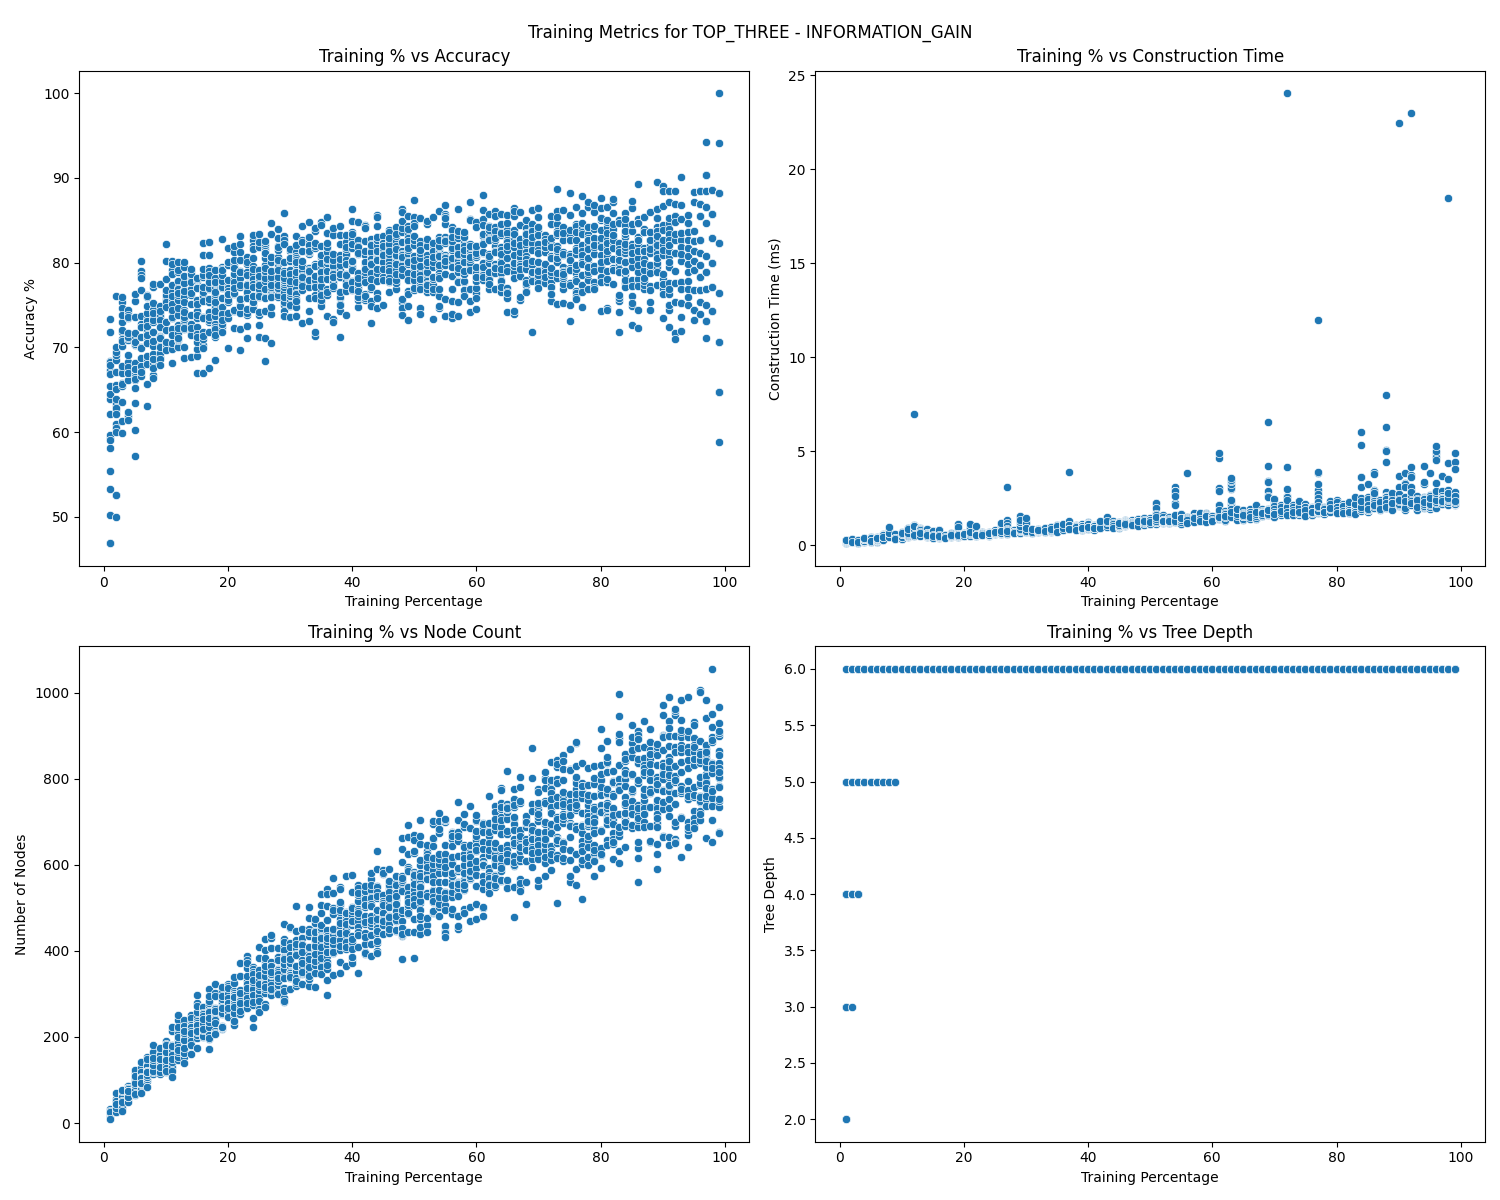 Training Metrics for TOP_THREE - INFORMATION_GAIN
Training % vs Accuracy
100
90
80
70
60
50
Accuracy %
0 20 40 60 80 100
Training Percentage
Training % vs Construction Time
25
20
15
10
5
0
Construction Time (ms)
0 20 40 60 80 100
Training Percentage
Training % vs Node Count
1000
800
600
400
200
0
Number of Nodes
0 20 40 60 80 100
Training Percentage
Training % vs Tree Depth
6.0
5.5
5.0
4.5
4.0
3.5
3.0
2.5
2.0
Tree Depth
0 20 40 60 80 100
Training Percentage